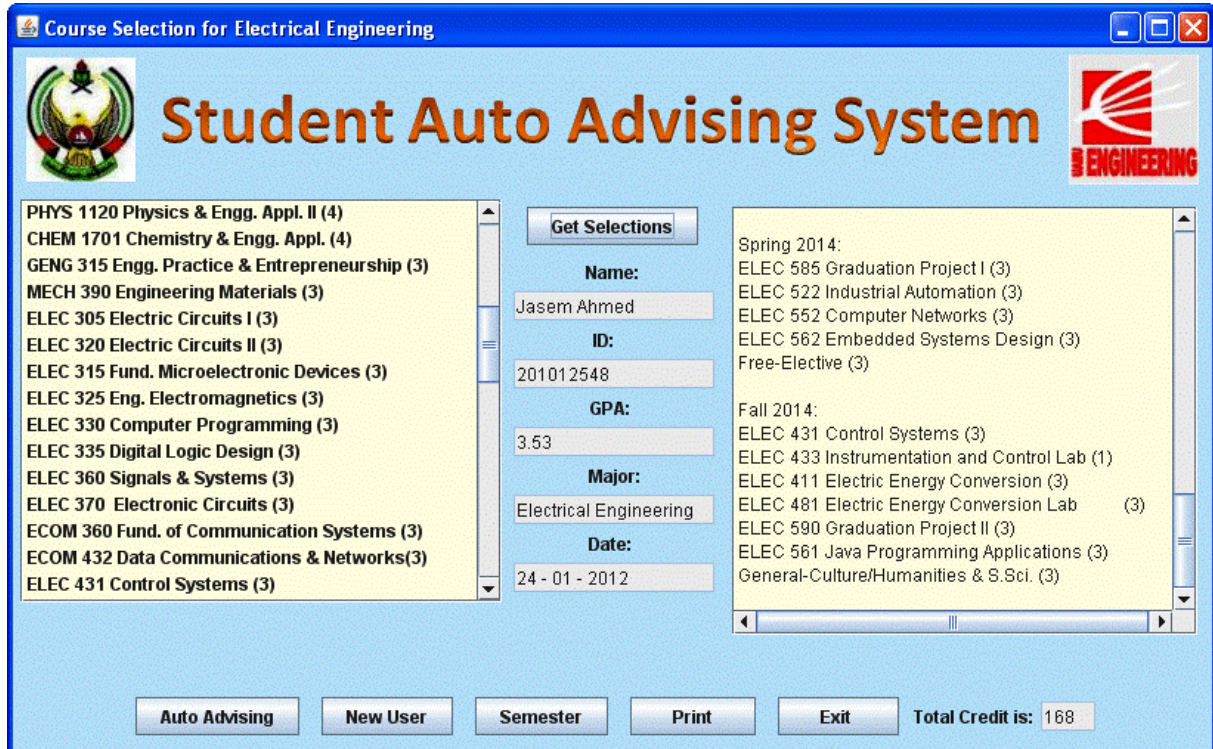 Course Selection for Electrical Engineering
Student Auto Advising System
ENGINEERING
PHYS 1120 Physics & Engg. Appl. II (4)
CHEM 1701 Chemistry & Engg. Appl. (4)
GENG 315 Engg. Practice & Entrepreneurship (3)
MECH 390 Engineering Materials (3)
ELEC 305 Electric Circuits I (3)
ELEC 320 Electric Circuits II (3)
ELEC 315 Fund. Microelectronic Devices (3)
ELEC 325 Eng. Electromagnetics (3)
ELEC 330 Computer Programming (3)
ELEC 335 Digital Logic Design (3)
ELEC 360 Signals & Systems (3)
ELEC 370 Electronic Circuits (3)
ECOM 360 Fund. of Communication Systems (3)
ECOM 432 Data Communications & Networks(3)
ELEC 431 Control Systems (3)
Get Selections
Name:
Jasem Ahmed
ID:
201012548
GPA:
3.53
Major:
Electrical Engineering
Date:
24 - 01 - 2012
Spring 2014:
ELEC 585 Graduation Project I (3)
ELEC 522 Industrial Automation (3)
ELEC 552 Computer Networks (3)
ELEC 562 Embedded Systems Design (3)
Free-Elective (3)
Fall 2014:
ELEC 431 Control Systems (3)
ELEC 433 Instrumentation and Control Lab (1)
ELEC 411 Electric Energy Conversion (3)
ELEC 481 Electric Energy Conversion Lab (3)
ELEC 590 Graduation Project II (3)
ELEC 561 Java Programming Applications (3)
General-Culture/Humanities & S.Sci. (3)
Auto Advising
New User
Semester
Print
Exit
Total Credit is: 168